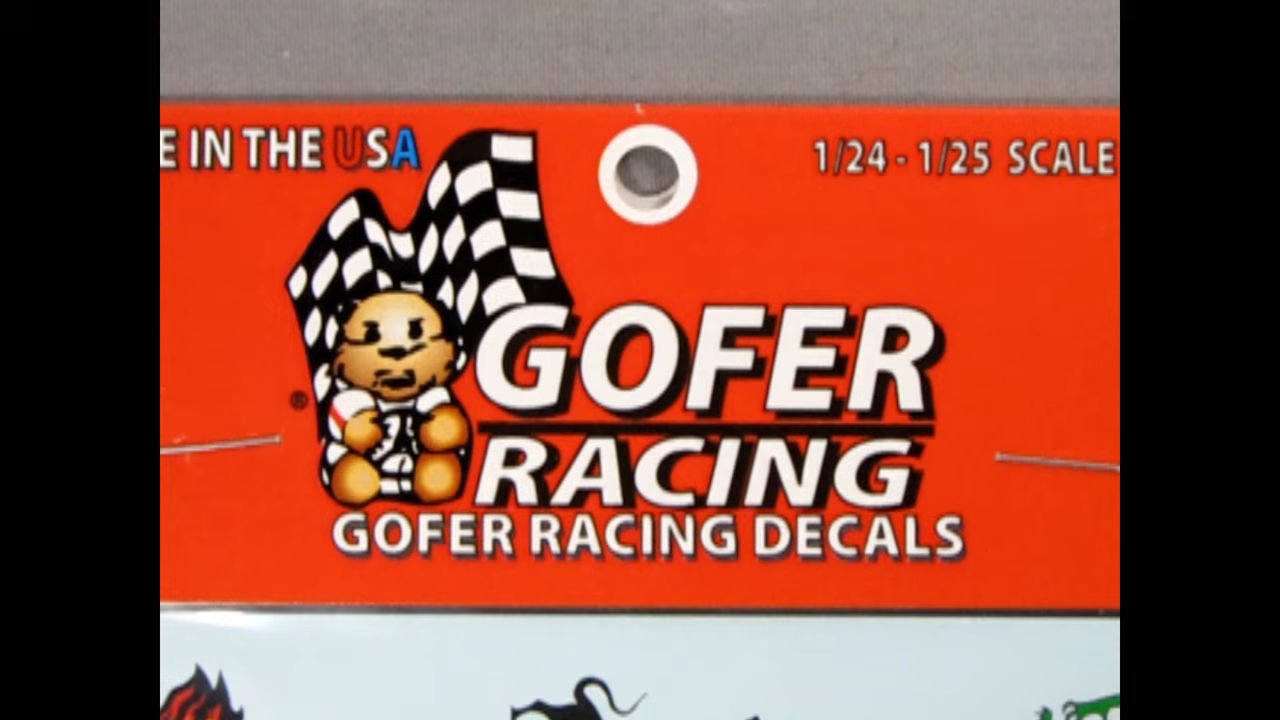 E IN THE USA
1/24 - 1/25 SCALE
GOFER
®
RACING
GOFER RACING DECALS